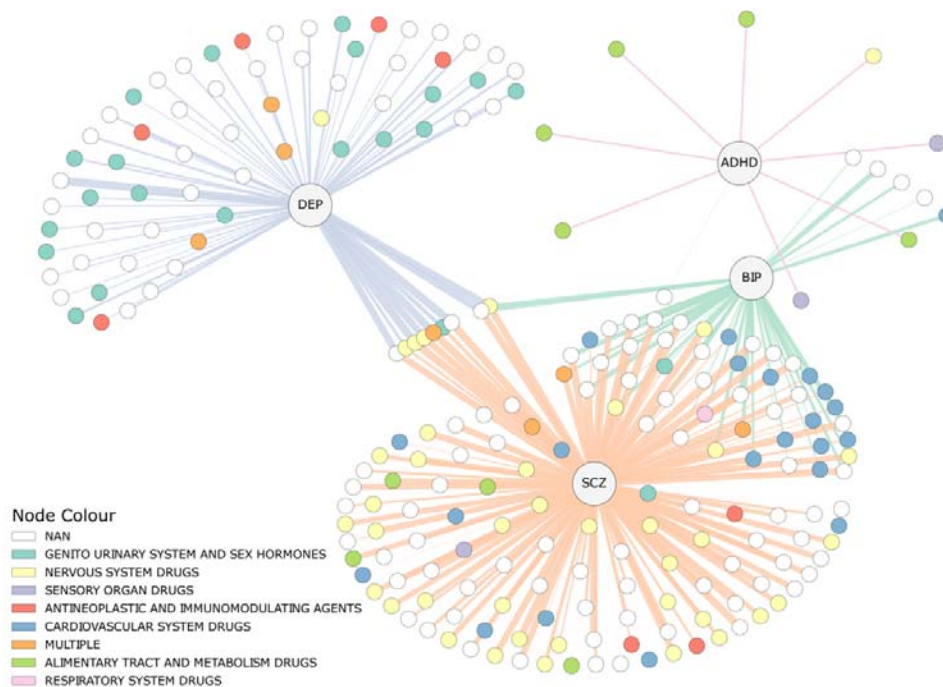 ADHD
DEP
BIP
SCZ
Node Colour
NAN
GENITO URINARY SYSTEM AND SEX HORMONES
NERVOUS SYSTEM DRUGS
SENSORY ORGAN DRUGS
ANTINEOPLASTIC AND IMMUNOMODULATING AGENTS
CARDIOVASCULAR SYSTEM DRUGS
MULTIPLE
ALIMENTARY TRACT AND METABOLISM DRUGS
RESPIRATORY SYSTEM DRUGS